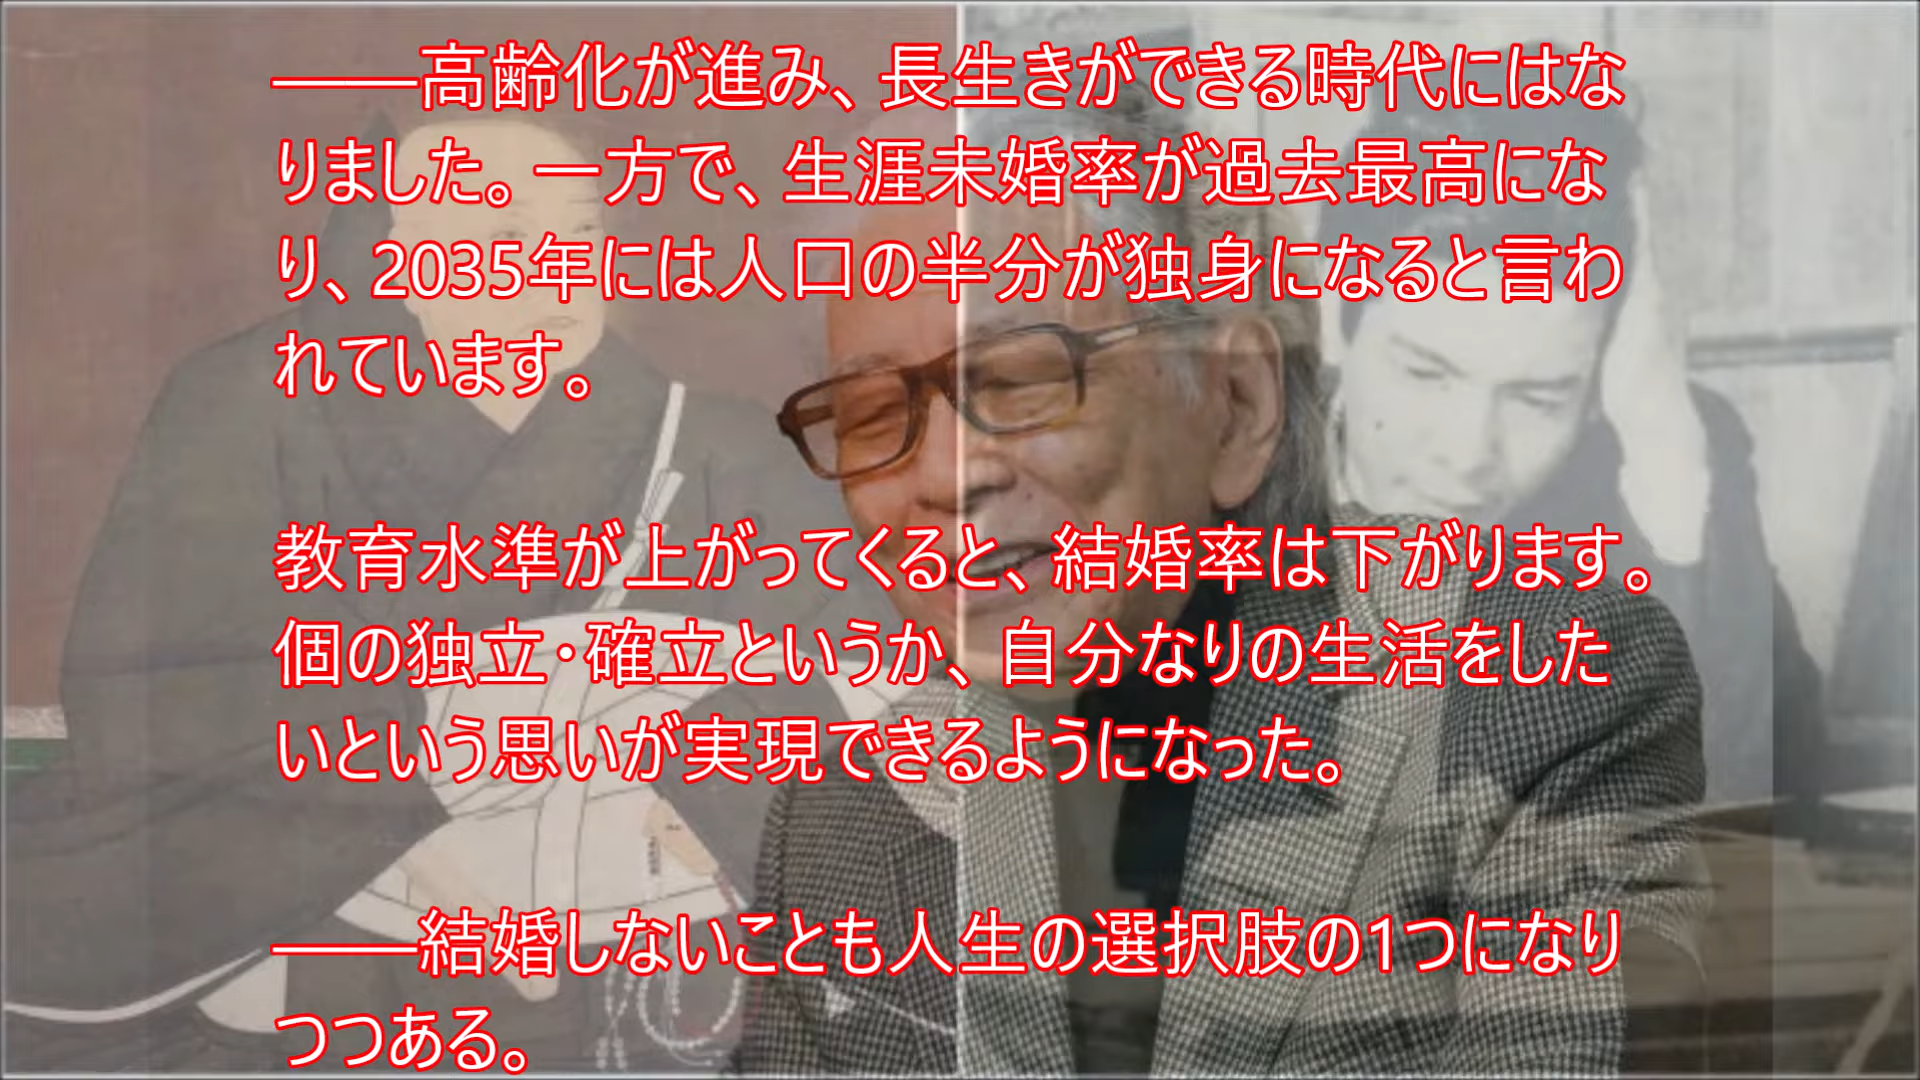 ――高齢化が進み、長生きができる時代にはな
りました。一方で、生涯未婚率が過去最高にな
り、2035年には人口の半分が独身になると言わ
れています。
教育水準が上がってくると、結婚率は下がります。
個の独立・確立というか、自分なりの生活をした
いという思いが実現できるようになった。
――結婚しないことも人生の選択肢の1つになり
つつある。